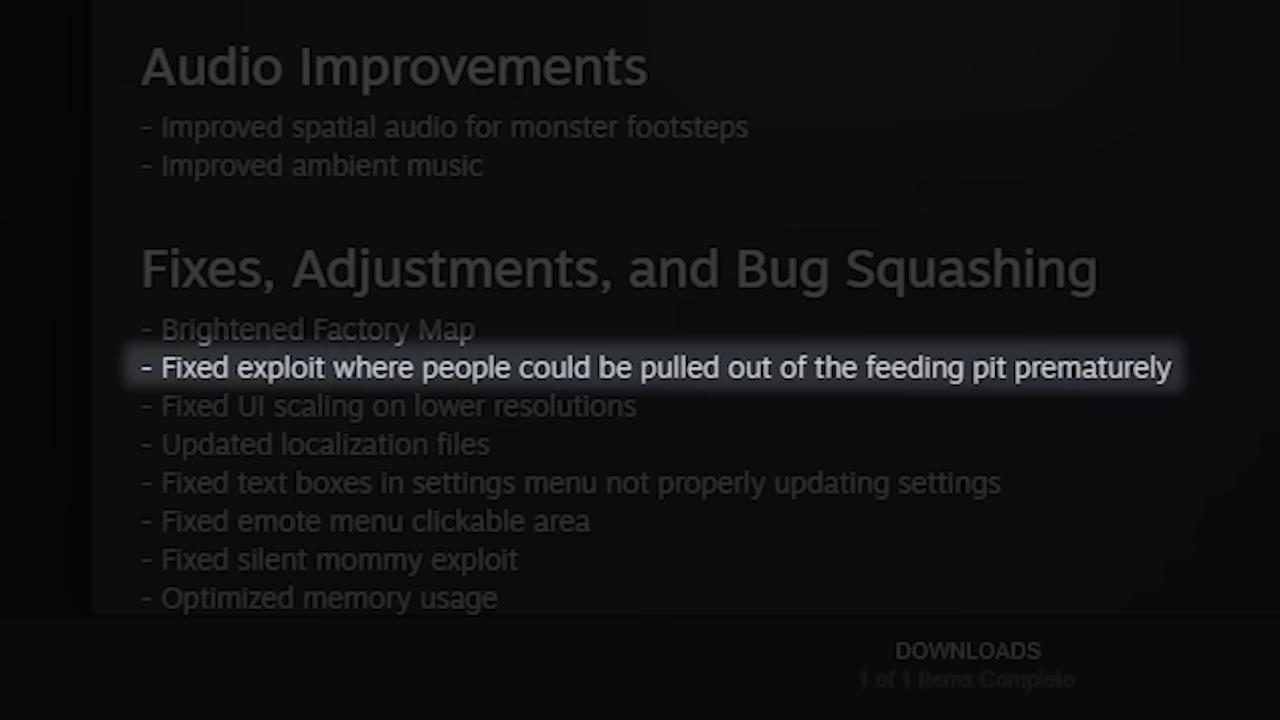 Audio Improvements
- Improved spatial audio for monster footsteps
- Improved ambient music
Fixes, Adjustments, and Bug Squashing
- Brightened Factory Map
- Fixed exploit where people could be pulled out of the feeding pit prematurely
- Fixed UI scaling on lower resolutions
- Updated localization files
- Fixed text boxes in settings menu not properly updating settings
- Fixed emote menu clickable area
- Fixed silent mommy exploit
- Optimized memory usage
DOWNLOADS
1 of 1 Items Complete